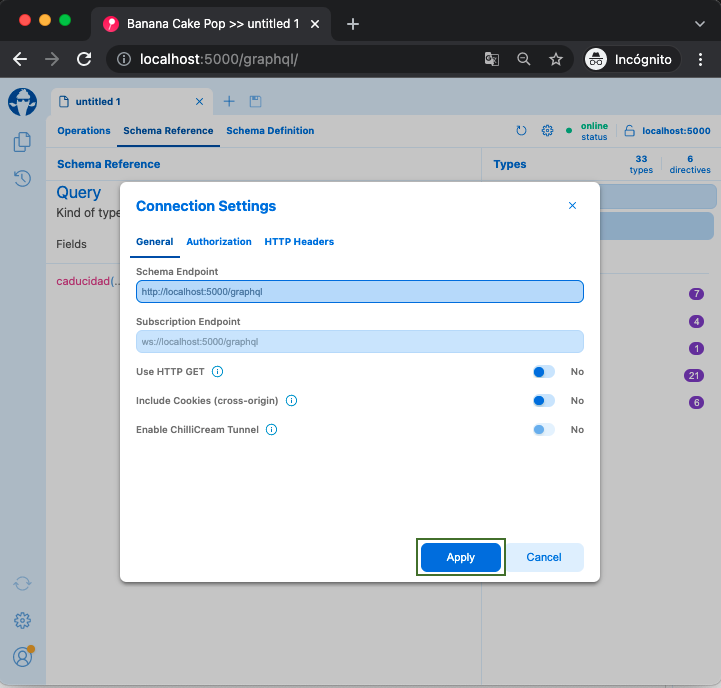 Banana Cake Pop >> untitled 1
localhost:5000/graphql/
Incógnito
untitled 1
Operations
Schema Reference
Schema Definition
online
status
localhost:5000
Schema Reference
Types
33
types
6
directives
Query
Kind of type
Fields
caducidad(...
7
4
1
21
6
Connection Settings
General
Authorization
HTTP Headers
Schema Endpoint
http://localhost:5000/graphql
Subscription Endpoint
ws://localhost:5000/graphql
Use HTTP GET
No
Include Cookies (cross-origin)
No
Enable ChilliCream Tunnel
No
Apply
Cancel